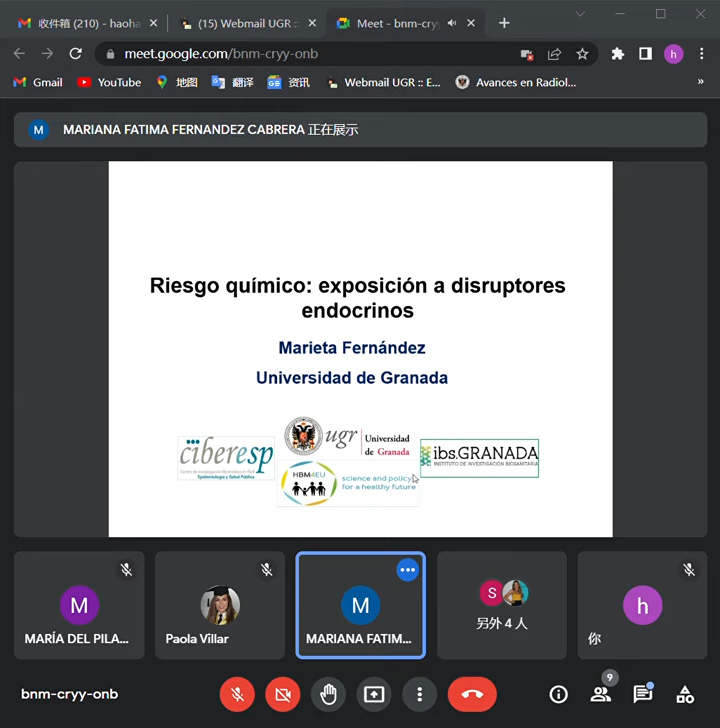 收件箱 (210) - haoha
(15) Webmail UGR ::
Meet - bnm-cry
meet.google.com/bnm-cryy-onb
h
Gmail
YouTube
地图
翻译
资讯
Webmail UGR :: E...
Avances en Radiol...
»
M
MARIANA FATIMA FERNANDEZ CABRERA 正在展示
Riesgo químico: exposición a disruptores
endocrinos
Marieta Fernández
Universidad de Granada
ciberesp
Epidemiología y Salud Pública
ugr
Universidad
de Granada
ibs.GRANADA
INSTITUTO DE INVESTIGACIÓN BIOSANITARIA
HBM4EU
science and policy
for a healthy future
M
MARÍA DEL PILA...
Paola Villar
M
MARIANA FATIM...
S
另外 4 人
h
你
bnm-cryy-onb
9